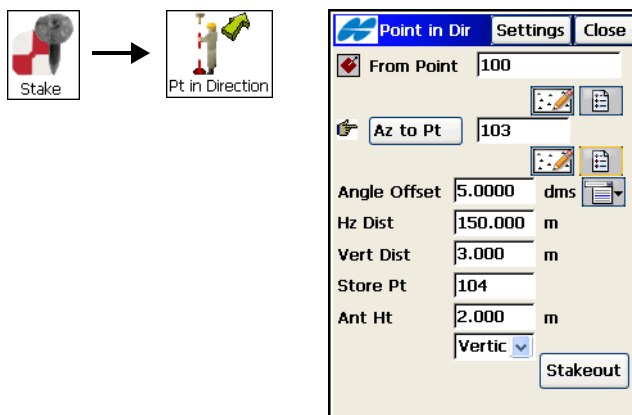 Stake
Pt in Direction
Point in Dir Settings Close
From Point 100
Az to Pt 103
Angle Offset 5.0000 dms
Hz Dist 150.000 m
Vert Dist 3.000 m
Store Pt 104
Ant Ht 2.000 m
Vertic
Stakeout